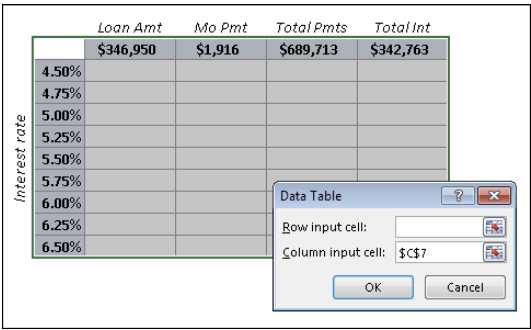 Loan Amt Mo Pmt Total Pmts Total Int
$346,950 $1,916 $689,713 $342,763
Interest rate
4.50%
4.75%
5.00%
5.25%
5.50%
5.75%
6.00%
6.25%
6.50%
Data Table
Row input cell:
Column input cell: $C$7
OK Cancel